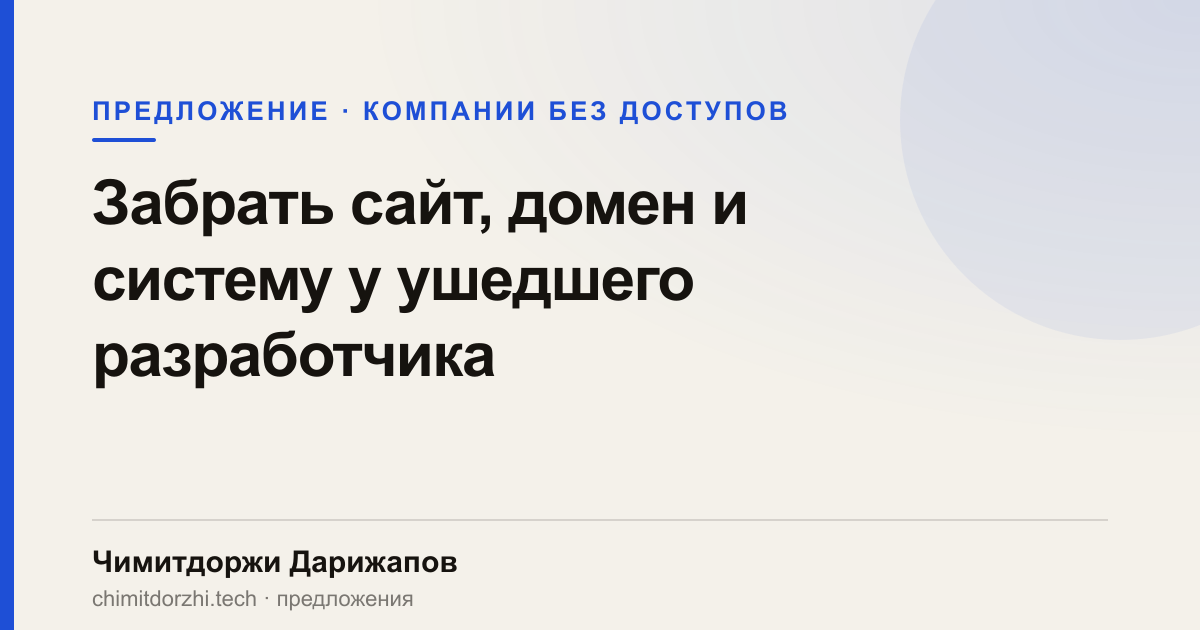 ПРЕДЛОЖЕНИЕ · КОМПАНИИ БЕЗ ДОСТУПОВ
Забрать сайт, домен и
систему у ушедшего
разработчика
Чимитдоржи Дарижапов
chimitdorzhi.tech · предложения